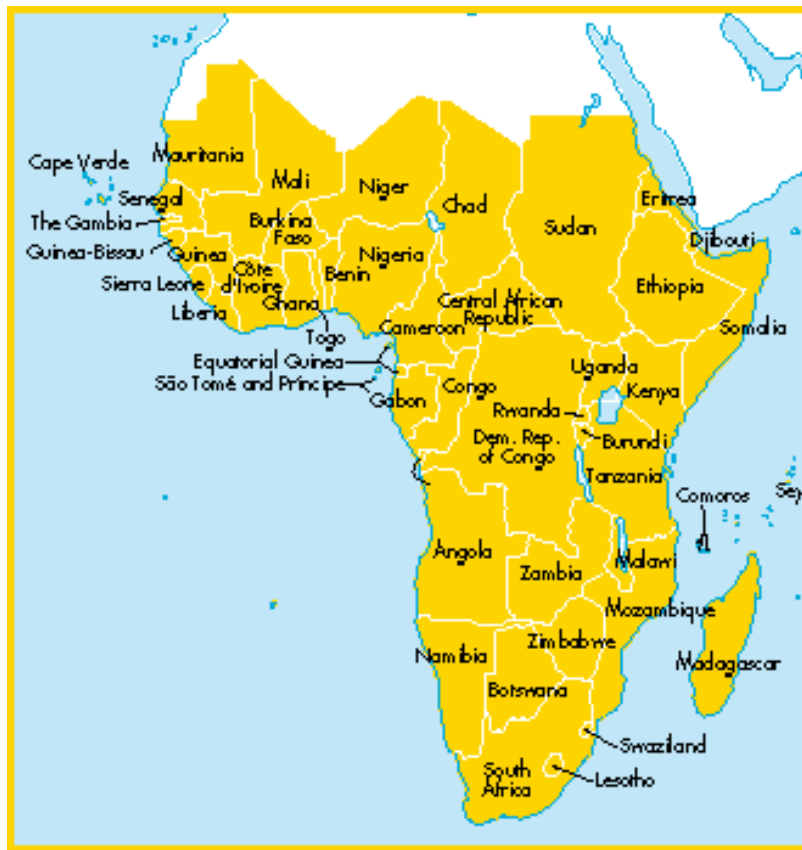 Mauritania
Cape Verde
Mali
Niger
Chad
Sudan
Eritrea
Senegal
The Gambia
Burkina
Faso
Djibouti
Guinea-Bissau
Guinea
Nigeria
Benin
Côte
d'Ivoire
Sierra Leone
Ghana
Ethiopia
Liberia
Central African
Republic
Cameroon
Somalia
Togo
Equatorial Guinea
Uganda
São Tomé and Príncipe
Congo
Kenya
Gabon
Rwanda
Dem. Rep.
of Congo
Burundi
Tanzania
Comoros
Sey
Angola
Zambia
Malawi
Mozambique
Zimbabwe
Namibia
Madagascar
Botswana
Swaziland
South
Africa
Lesotho